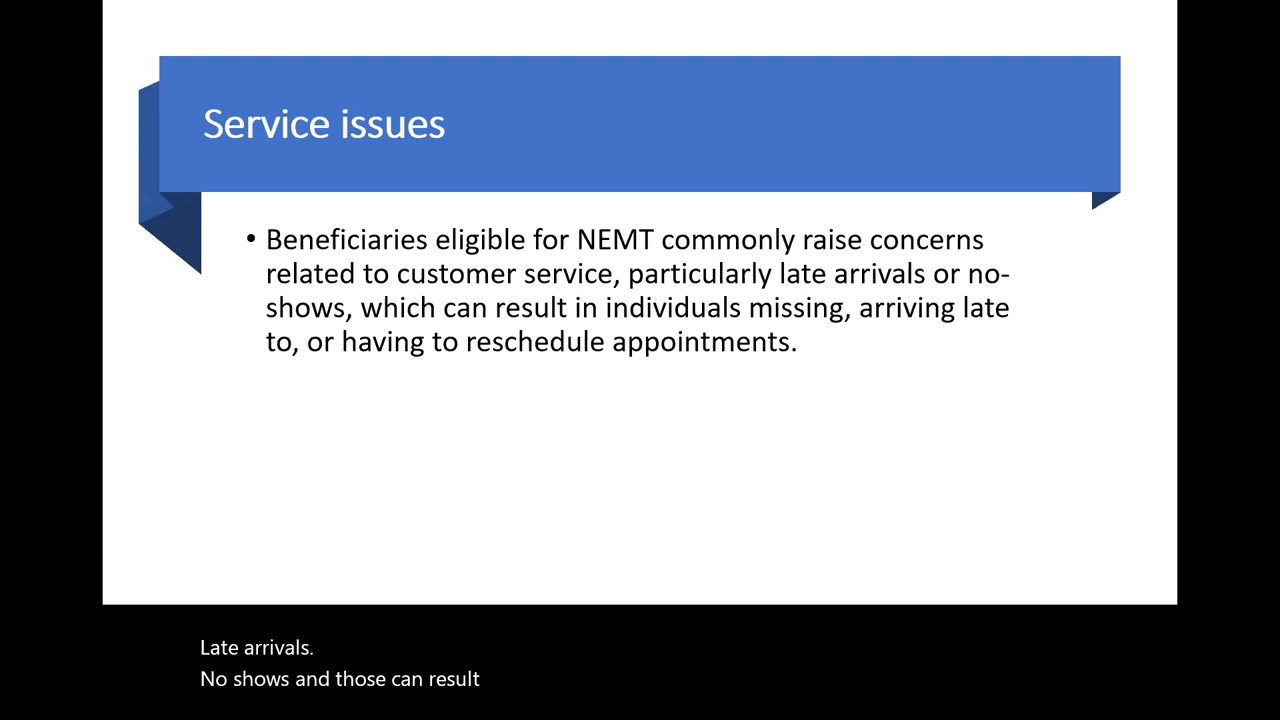 Service issues
• Beneficiaries eligible for NEMT commonly raise concerns
related to customer service, particularly late arrivals or no-
shows, which can result in individuals missing, arriving late
to, or having to reschedule appointments.
Late arrivals.
No shows and those can result